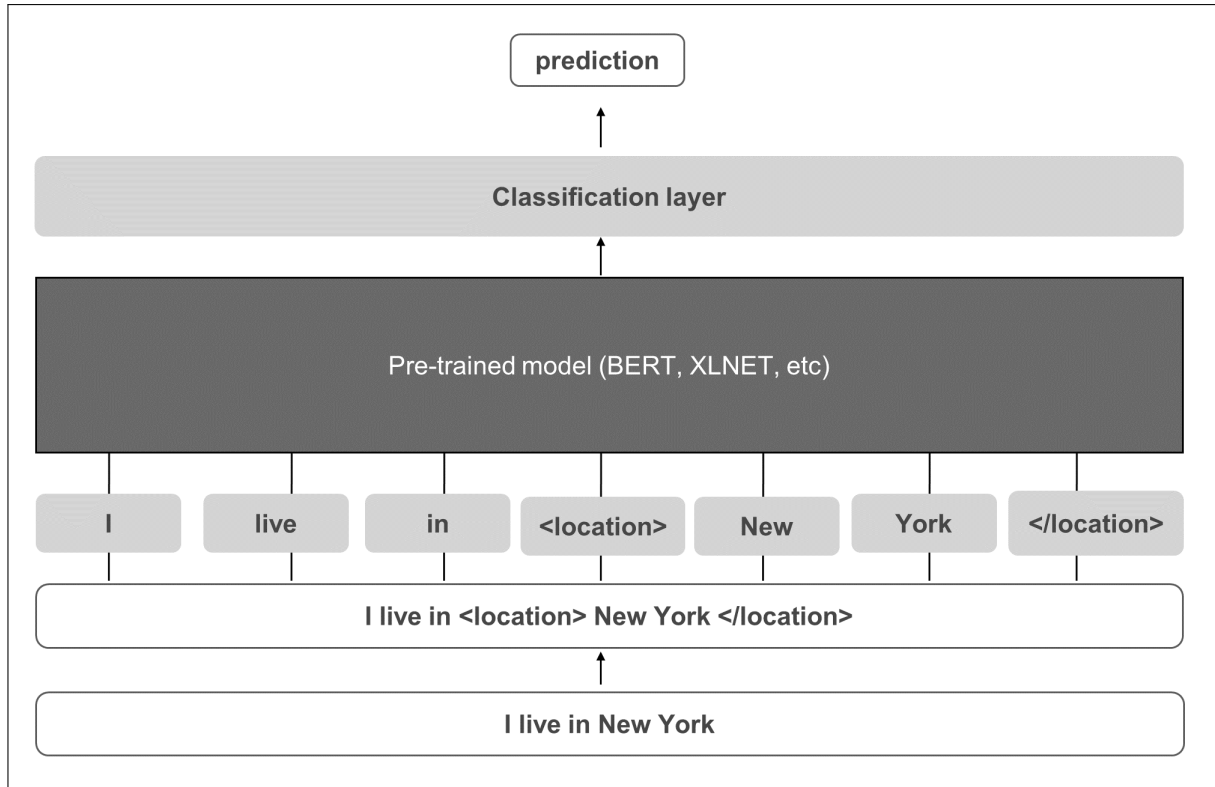 prediction
Classification layer
Pre-trained model (BERT, XLNET, etc)
I live in <location> New York </location>
I live in <location> New York </location>
I live in New York